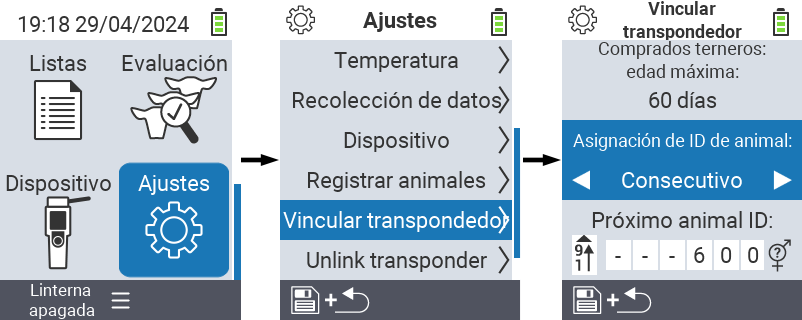 19:18 29/04/2024
Listas
Evaluación
Dispositivo
Ajustes
Linterna
apagada
Ajustes
Temperatura
Recolección de datos
Dispositivo
Registrar animales
Vincular transpondedor
Unlink transponder
+
Vincular
transpondedor
Comprados terneros:
edad máxima:
60 días
Asignación de ID de animal:
Consecutivo
Próximo animal ID:
9
1
- - - 6 0 0
+